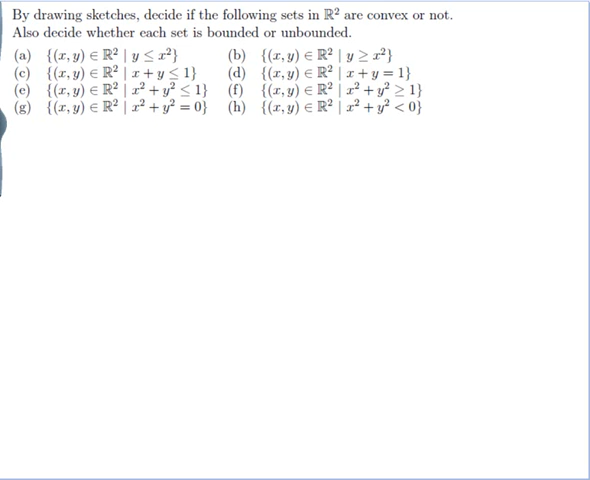 By drawing sketches, decide if the following sets in ℝ² are convex or not.
Also decide whether each set is bounded or unbounded.
(a) {(x, y) ∈ ℝ² | y ≤ x²} (b) {(x, y) ∈ ℝ² | y ≥ x²}
(c) {(x, y) ∈ ℝ² | x + y ≤ 1} (d) {(x, y) ∈ ℝ² | x + y = 1}
(e) {(x, y) ∈ ℝ² | x² + y² ≤ 1} (f) {(x, y) ∈ ℝ² | x² + y² ≥ 1}
(g) {(x, y) ∈ ℝ² | x² + y² = 0} (h) {(x, y) ∈ ℝ² | x² + y² < 0}